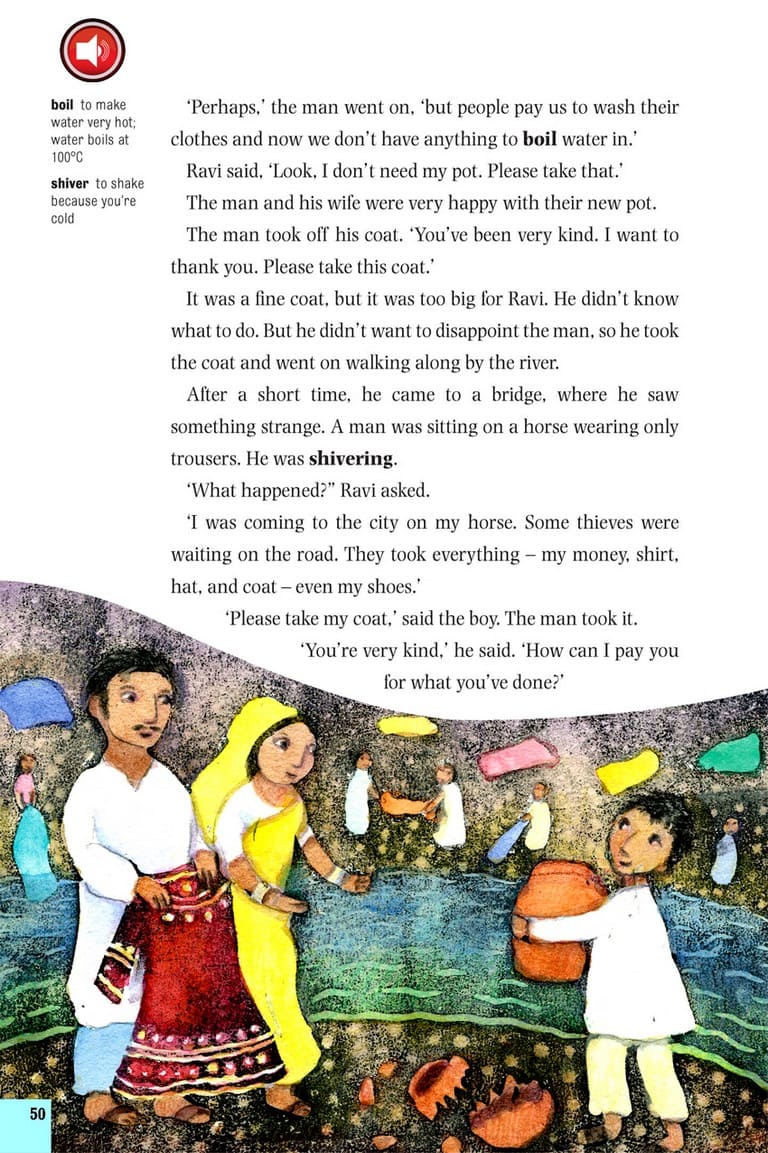 boil to make
water very hot;
water boils at
100°C
shiver to shake
because you're
cold
‘Perhaps,’ the man went on, ‘but people pay us to wash their
clothes and now we don’t have anything to boil water in.’
Ravi said, ‘Look, I don’t need my pot. Please take that.’
The man and his wife were very happy with their new pot.
The man took off his coat. ‘You’ve been very kind. I want to
thank you. Please take this coat.’
It was a fine coat, but it was too big for Ravi. He didn’t know
what to do. But he didn’t want to disappoint the man, so he took
the coat and went on walking along by the river.
After a short time, he came to a bridge, where he saw
something strange. A man was sitting on a horse wearing only
trousers. He was shivering.
‘What happened?” Ravi asked.
‘I was coming to the city on my horse. Some thieves were
waiting on the road. They took everything – my money, shirt,
hat, and coat – even my shoes.’
‘Please take my coat,’ said the boy. The man took it.
‘You’re very kind,’ he said. ‘How can I pay you
for what you’ve done?’
50